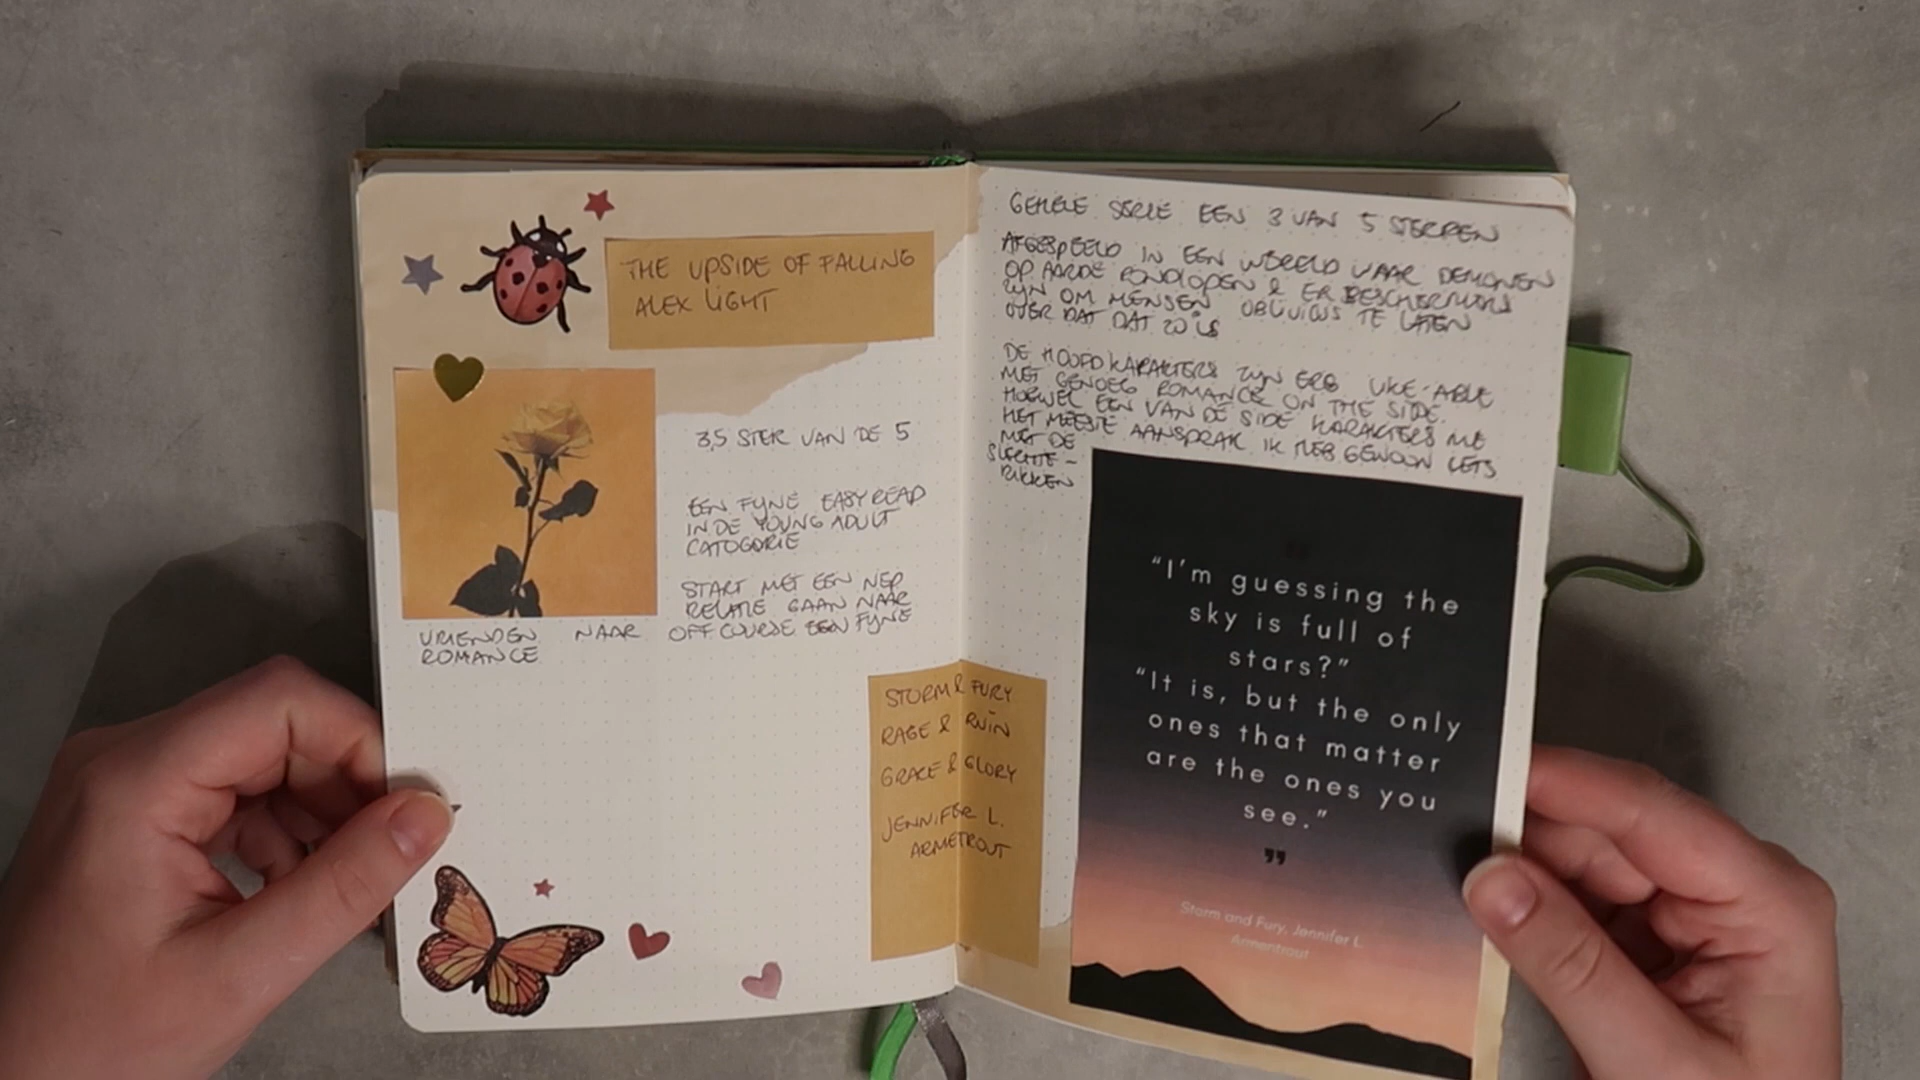 THE UPSIDE OF FALLING
ALEX LIGHT
3,5 STER VAN DE 5
EEN FIJNE EASY READ
IN DE YOUNG ADULT
CATOGORIE
START MET EEN NEP
RELATIE GAAN NAAR
VRIENDEN NAAR OFF COURSE EEN FIJNE
ROMANCE
STORM & FURY
RAGE & RUIN
GRACE & GLORY
JENNIFER L.
ARMETROUT
GEHELE SERIE EEN 3 VAN 5 STERREN
AFGESPEELD IN EEN WERELD WAAR DEMONEN
OP AARDE RONDLOPEN & ER BESCHERMERS
ZIJN OM MENSEN OBLIVIOUS TE LATEN
OVER DAT DAT ZO IS
DE HOOFDKARAKTERS ZIJN ERG LIKE-ABLE
MET GENOEG ROMANCE ON THE SIDE.
HOEWEL EEN VAN DE SIDE KARAKTERS ME
HET MEESTE AANSPRAK IK HEB GEWOON IETS
MET DE
SLECHTE-
RIKKEN
“I'm guessing the
sky is full of
stars?”
“It is, but the only
ones that matter
are the ones you
see.”
”
Storm and Fury, Jennifer L.
Armentrout